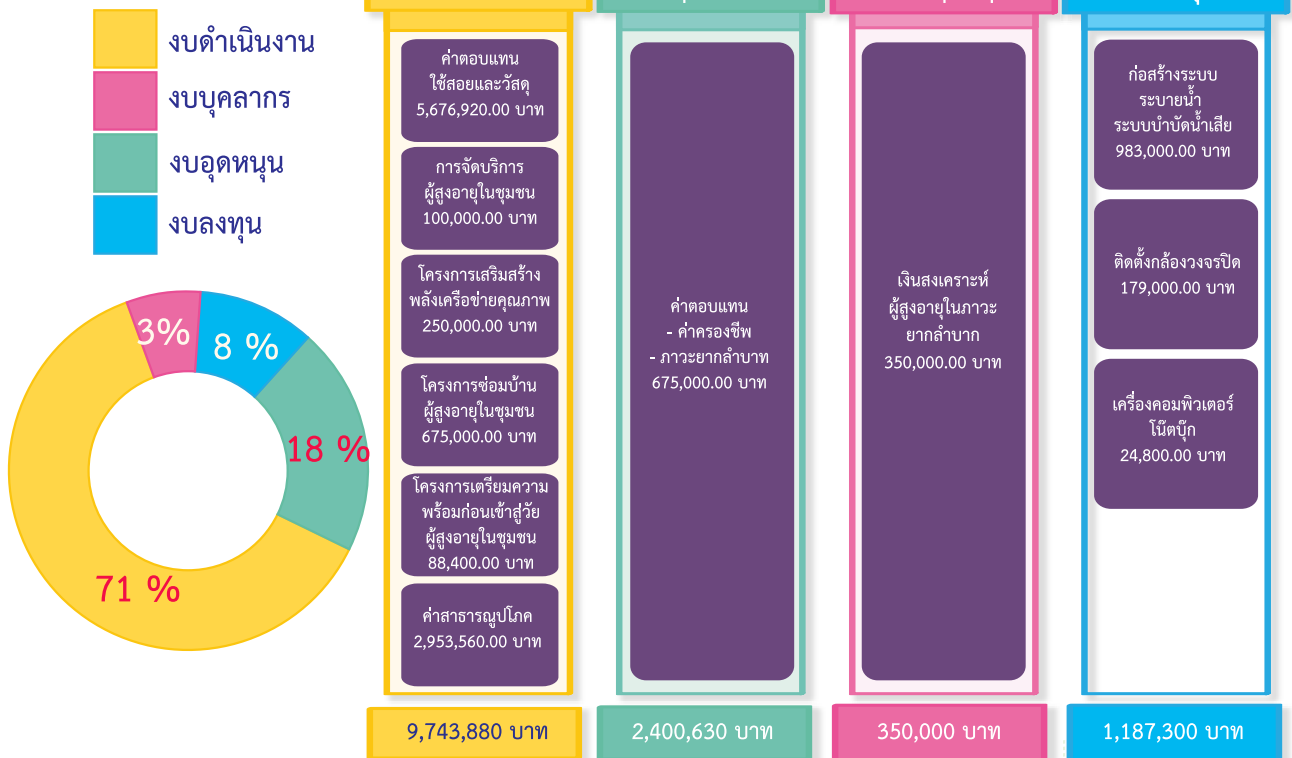 งบดำเนินงาน
งบบุคลากร
งบอุดหนุน
งบลงทุน
3%
8 %
18 %
71 %
ค่าตอบแทน
ใช้สอยและวัสดุ
5,676,920.00 บาท
การจัดบริการ
ผู้สูงอายุในชุมชน
100,000.00 บาท
โครงการเสริมสร้าง
พลังเครือข่ายคุณภาพ
250,000.00 บาท
โครงการซ่อมบ้าน
ผู้สูงอายุในชุมชน
675,000.00 บาท
โครงการเตรียมความ
พร้อมก่อนเข้าสู่วัย
ผู้สูงอายุในชุมชน
88,400.00 บาท
ค่าสาธารณูปโภค
2,953,560.00 บาท
9,743,880 บาท
ค่าตอบแทน
- ค่าครองชีพ
- ภาวะยากลำบาท
675,000.00 บาท
2,400,630 บาท
เงินสงเคราะห์
ผู้สูงอายุในภาวะ
ยากลำบาก
350,000.00 บาท
350,000 บาท
ก่อสร้างระบบ
ระบายน้ำ
ระบบบำบัดน้ำเสีย
983,000.00 บาท
ติดตั้งกล้องวงจรปิด
179,000.00 บาท
เครื่องคอมพิวเตอร์
โน๊ตบุ๊ก
24,800.00 บาท
1,187,300 บาท